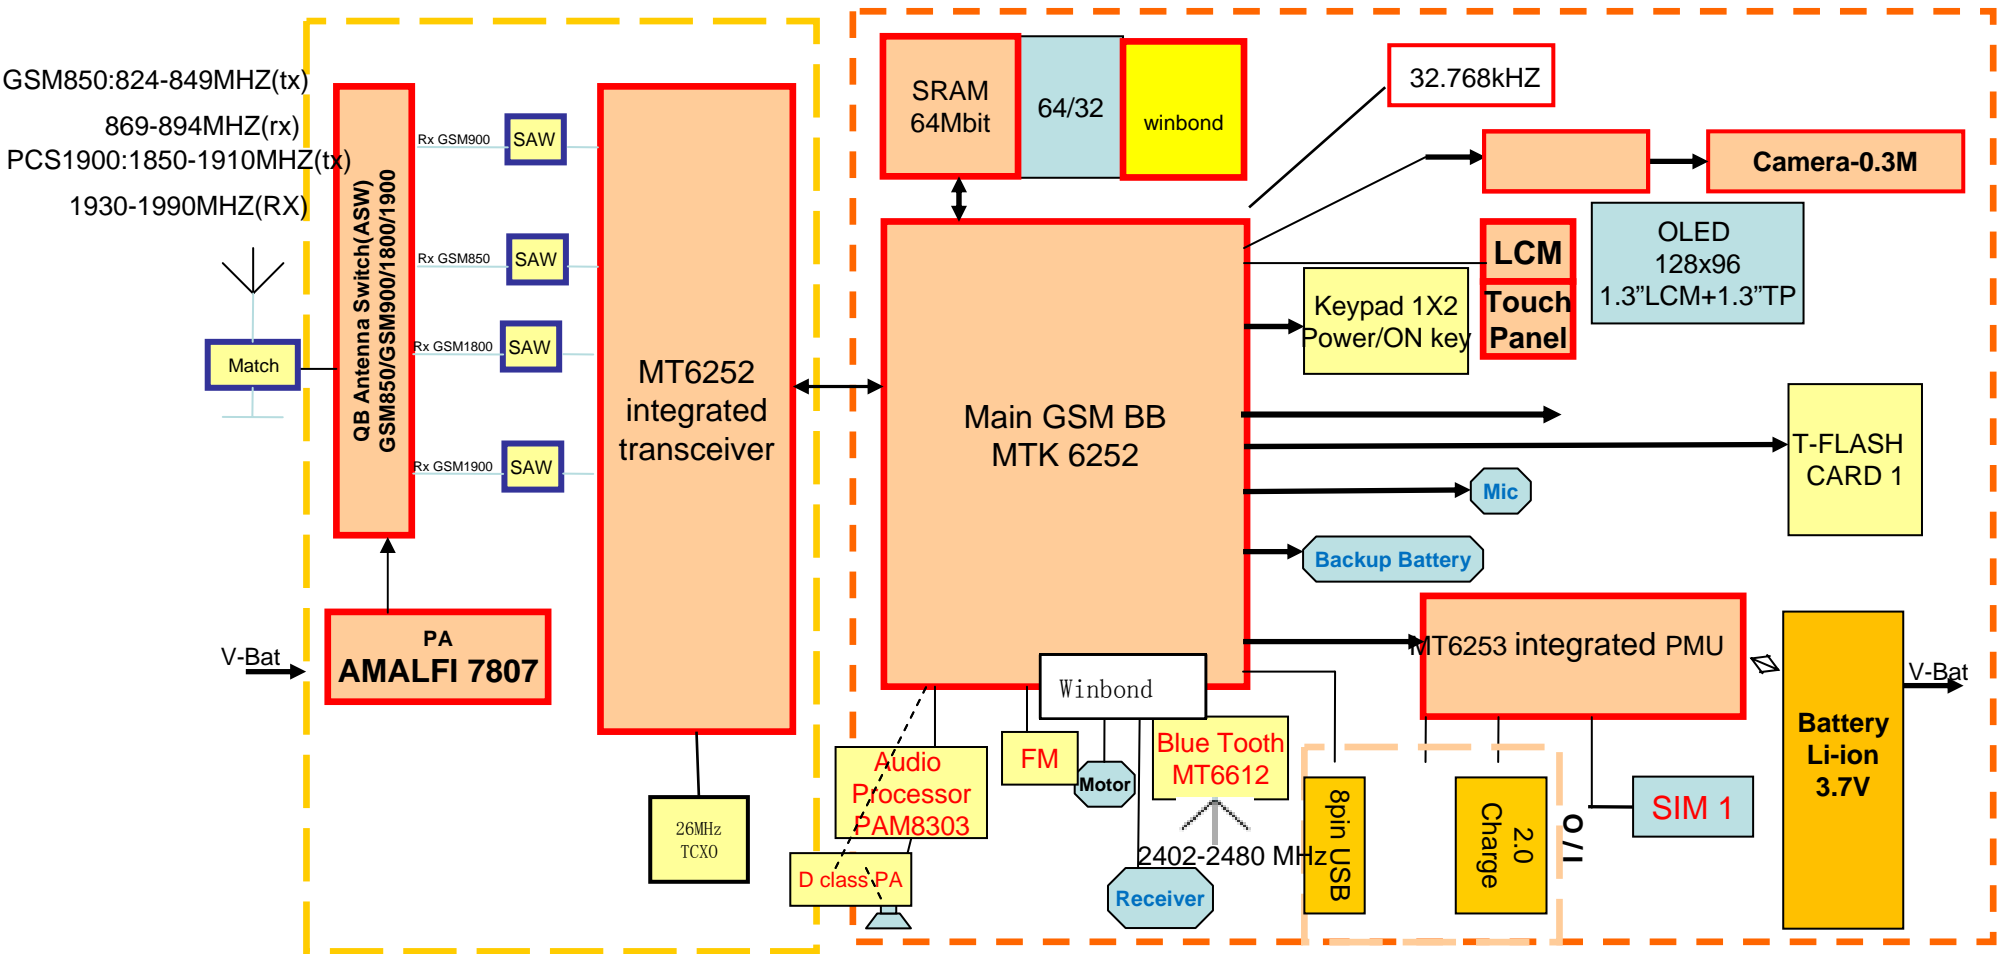 GSM850:824-849MHZ(tx)
869-894MHZ(rx)
PCS1900:1850-1910MHZ(tx)
1930-1990MHZ(RX)
Match
QB Antenna Switch(ASW)
GSM850/GSM900/1800/1900
Rx GSM900
SAW
Rx GSM850
SAW
Rx GSM1800
SAW
Rx GSM1900
SAW
MT6252
integrated
transceiver
V-Bat
PA
AMALFI 7807
26MHz
TCXO
SRAM
64Mbit
64/32
winbond
32.768kHZ
Camera-0.3M
LCM
Touch
Panel
OLED
128x96
1.3”LCM+1.3”TP
Keypad 1X2
Power/ON key
Main GSM BB
MTK 6252
T-FLASH
CARD 1
Mic
Backup Battery
MT6253 integrated PMU
Battery
Li-ion
3.7V
V-Bat
Winbond
Audio
Processor
PAM8303
D class PA
FM
Motor
Blue Tooth
MT6612
2402-2480 MHz
Receiver
8pin USB
2.0
Charge
O/I
SIM 1